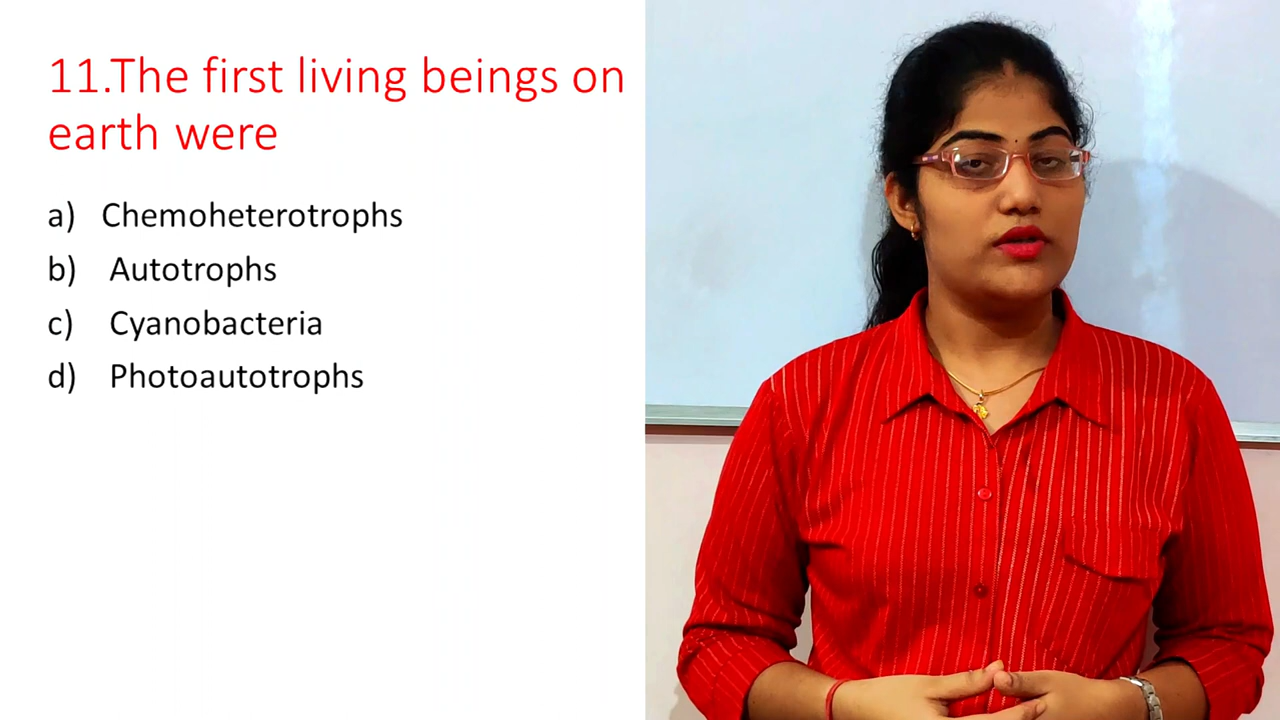 11.The first living beings on
earth were
a) Chemoheterotrophs
b) Autotrophs
c) Cyanobacteria
d) Photoautotrophs